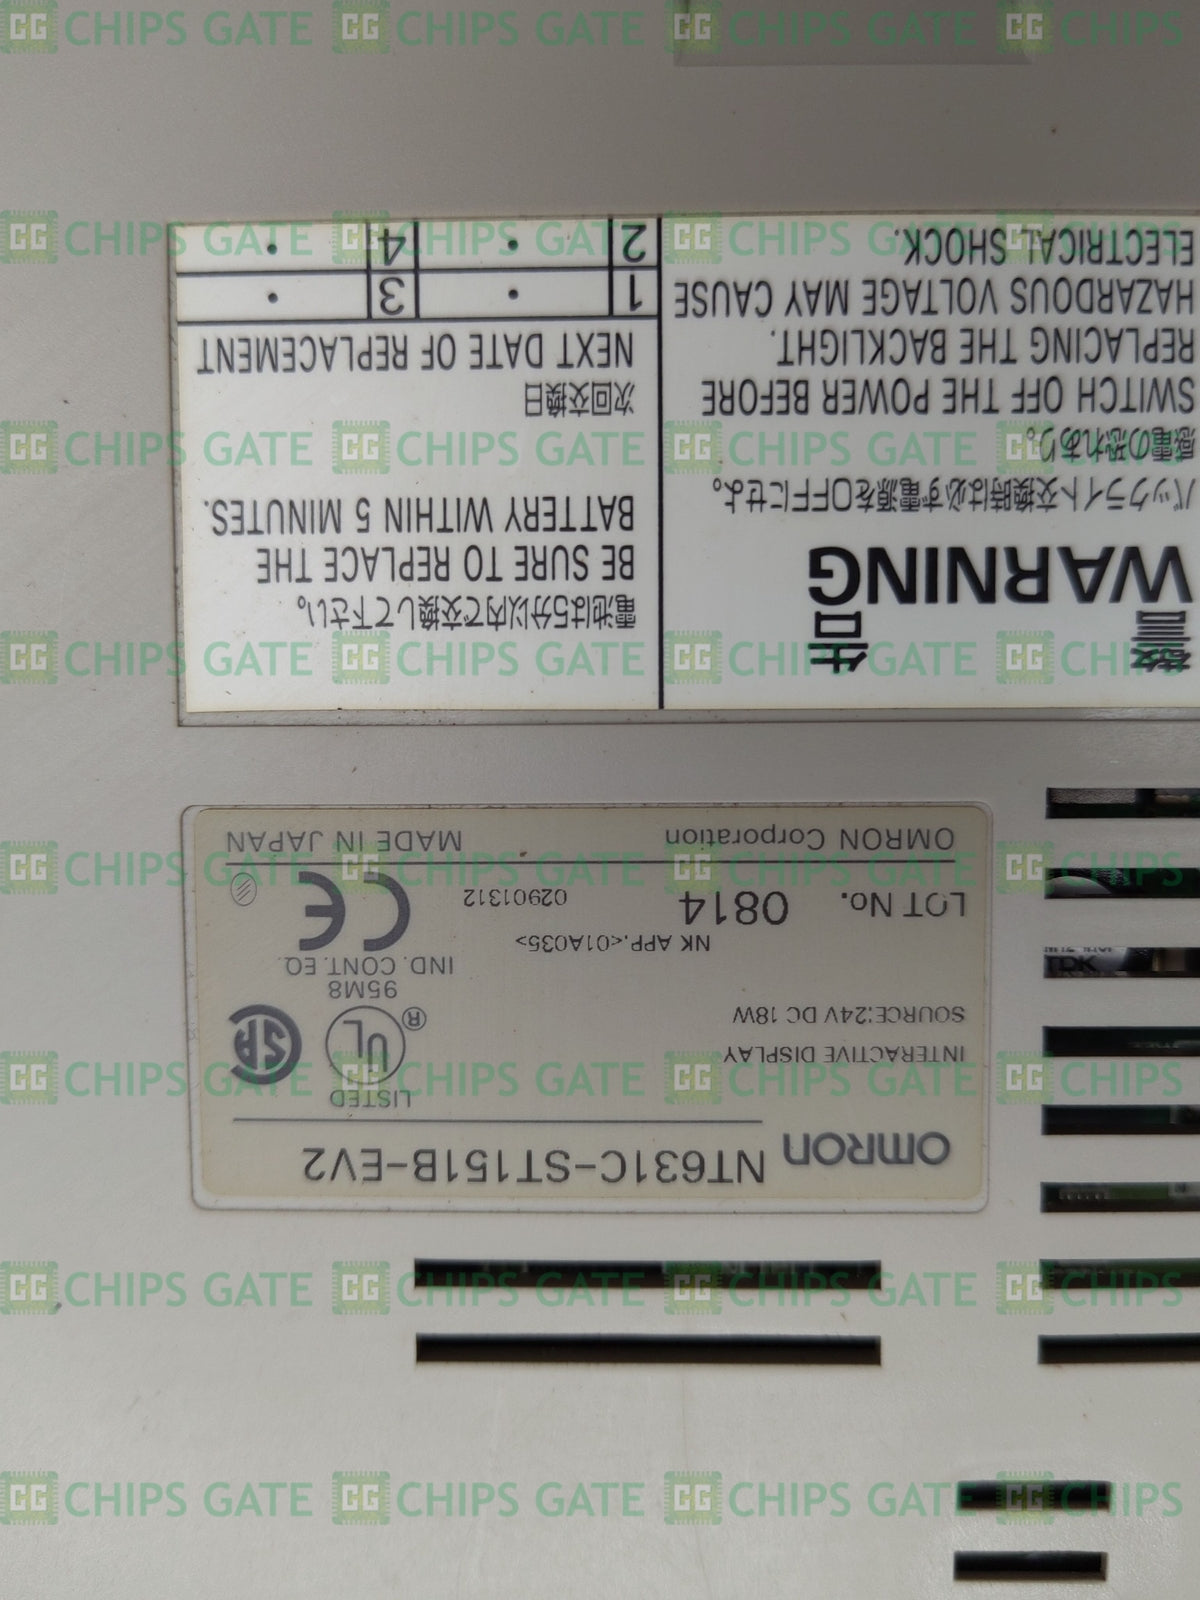 OMRON NT631C-ST151B-EV2
INTERACTIVE DISPLAY
SOURCE:24V DC 18W
LISTED
UL
®
SA
95M8
IND. CONT. EQ.
NK APP.<01A035>
LOT No. 0814 02901312
CE
OMRON Corporation MADE IN JAPAN
警告
WARNING
バックライト交換時は必ず電源をOFFにせよ。
感電の恐れあり。
SWITCH OFF THE POWER BEFORE
REPLACING THE BACKLIGHT.
HAZARDOUS VOLTAGE MAY CAUSE
ELECTRICAL SHOCK.
電池は5分以内で交換して下さい。
BE SURE TO REPLACE THE
BATTERY WITHIN 5 MINUTES.
次回交換日
NEXT DATE OF REPLACEMENT
1 • 3 •
2 • 4 •
TDK
CHIPS GATE